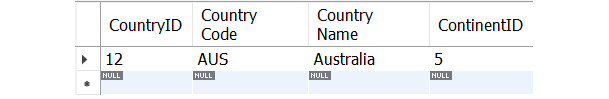 CountryID Country Code Country Name ContinentID
12 AUS Australia 5
NULL NULL NULL NULL